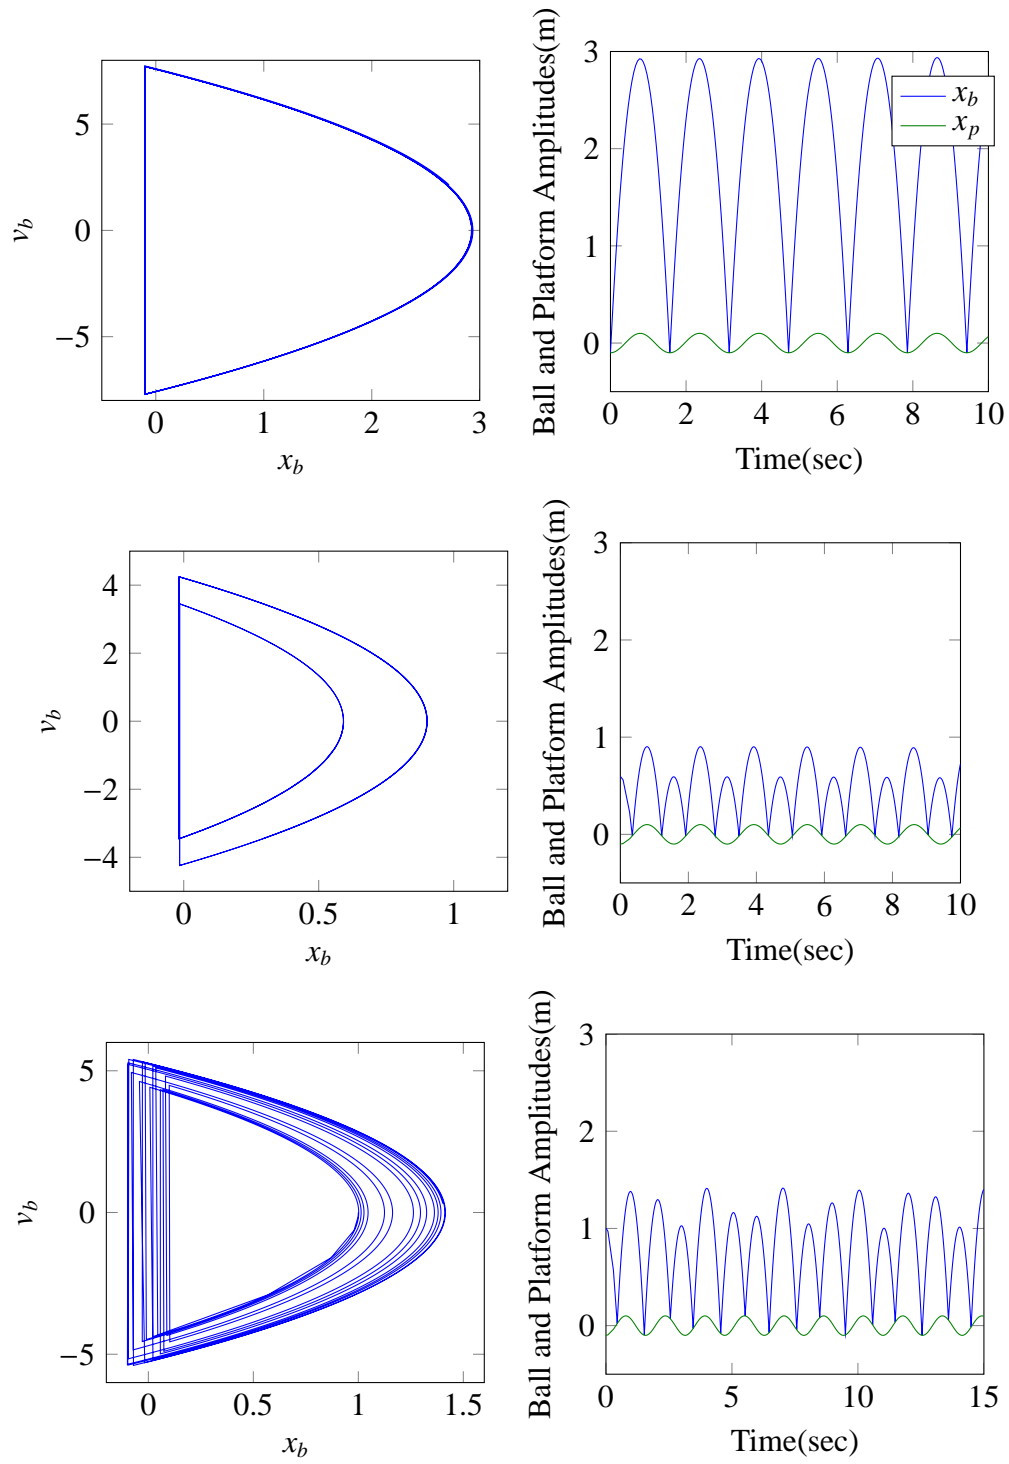 5
0
−5
v_b
0 1 2 3
x_b
3
2
1
0
Ball and Platform Amplitudes(m)
x_b
x_p
0 2 4 6 8 10
Time(sec)
4
2
0
−2
−4
v_b
0 0.5 1
x_b
3
2
1
0
Ball and Platform Amplitudes(m)
0 2 4 6 8 10
Time(sec)
5
0
−5
v_b
0 0.5 1 1.5
x_b
3
2
1
0
Ball and Platform Amplitudes(m)
0 5 10 15
Time(sec)